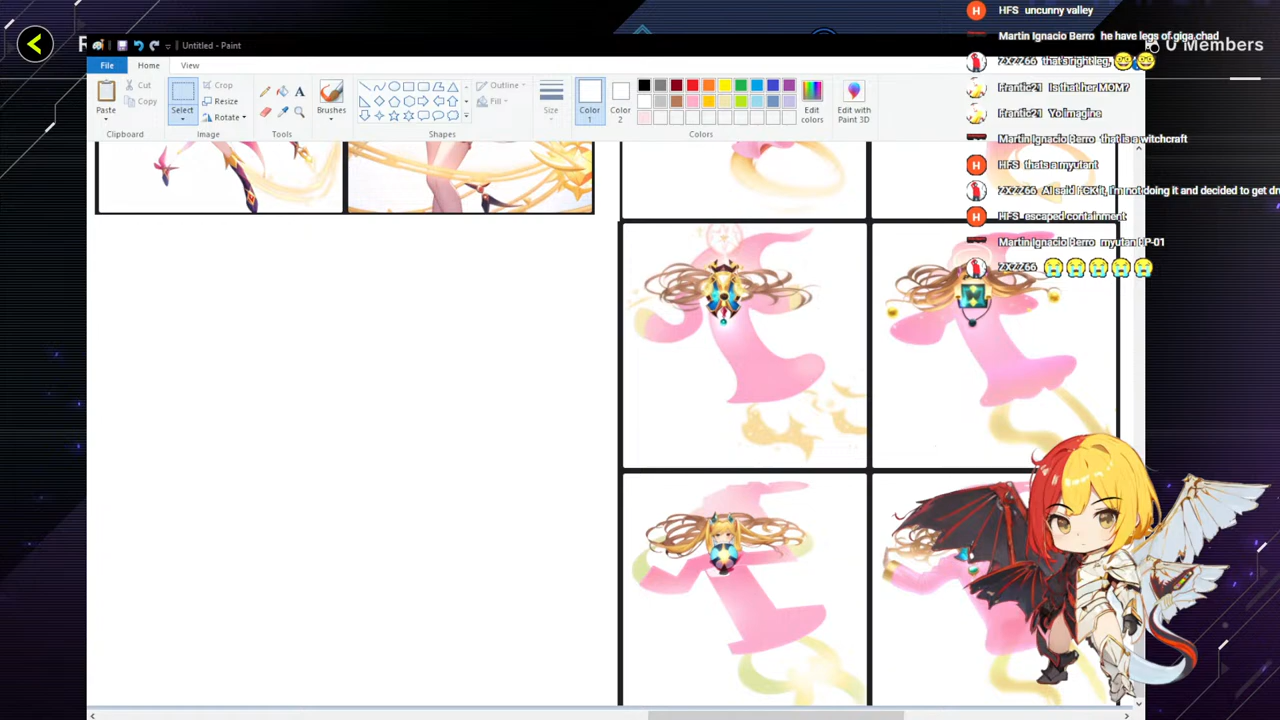 HFS uncunny valley
Martin Ignacio Berro he have legs of giga chad
0 Members
Untitled - Paint
ZXZZ66 that's right leg,
File Home View
Frantic21 Is that her MOM?
Cut
Copy
Paste
Crop
Resize
Rotate
Select
Brushes
Outline
Fill
Size
Color 1
Color 2
Edit colors
Edit with Paint 3D
Frantic21 Yo Imagine
Clipboard Image Tools Shapes Colors
Martin Ignacio Berro that is a witchcraft
HFS thats a myutant
ZXZZ66 AI said FCK it, I'm not doing it and decided to get
HFS escaped containment
Martin Ignacio Berro myutan EP-01
ZXZZ66